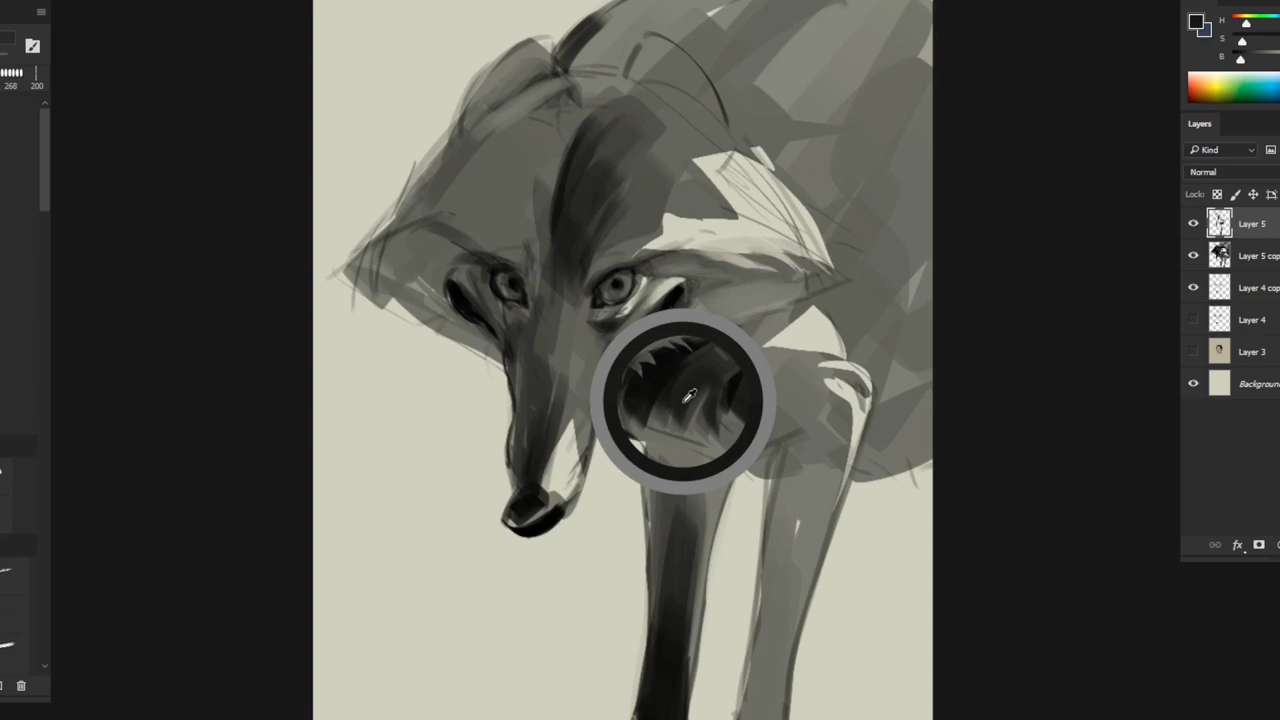 268 200
H
S
B
Layers
Kind
Normal
Lock:
Layer 5
Layer 5 cop
Layer 4 cop
Layer 4
Layer 3
Backgroun
fx